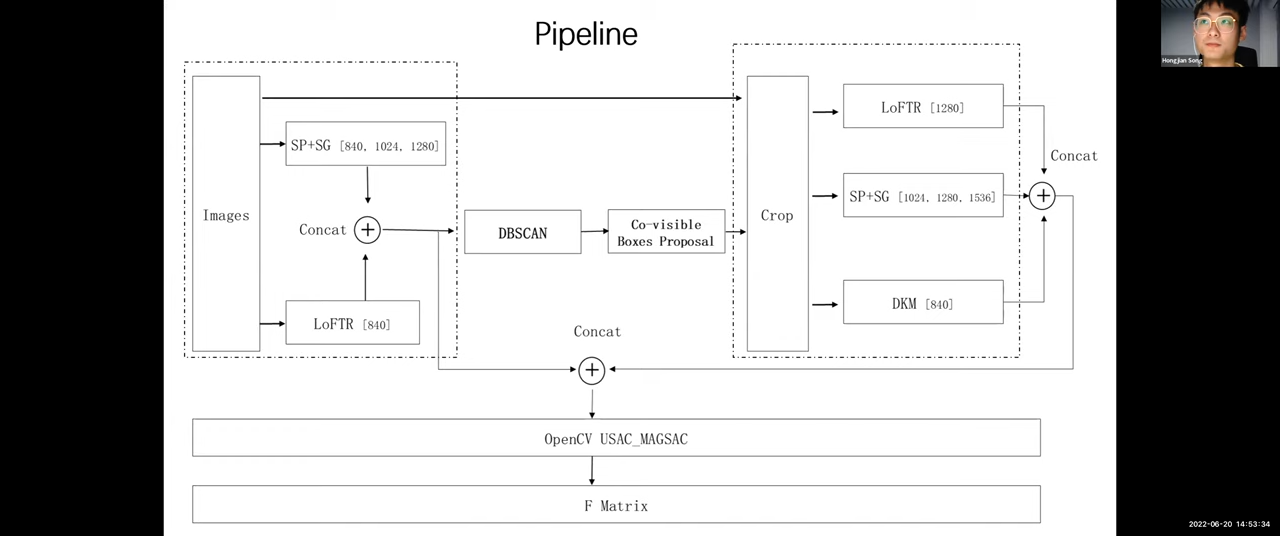 Pipeline
Hongjian Song
Images
SP+SG [840, 1024, 1280]
Concat
LoFTR [840]
DBSCAN
Co-visible
Boxes Proposal
Crop
LoFTR [1280]
SP+SG [1024, 1280, 1536]
DKM [840]
Concat
Concat
OpenCV USAC_MAGSAC
F Matrix
2022-06-20 14:53:34